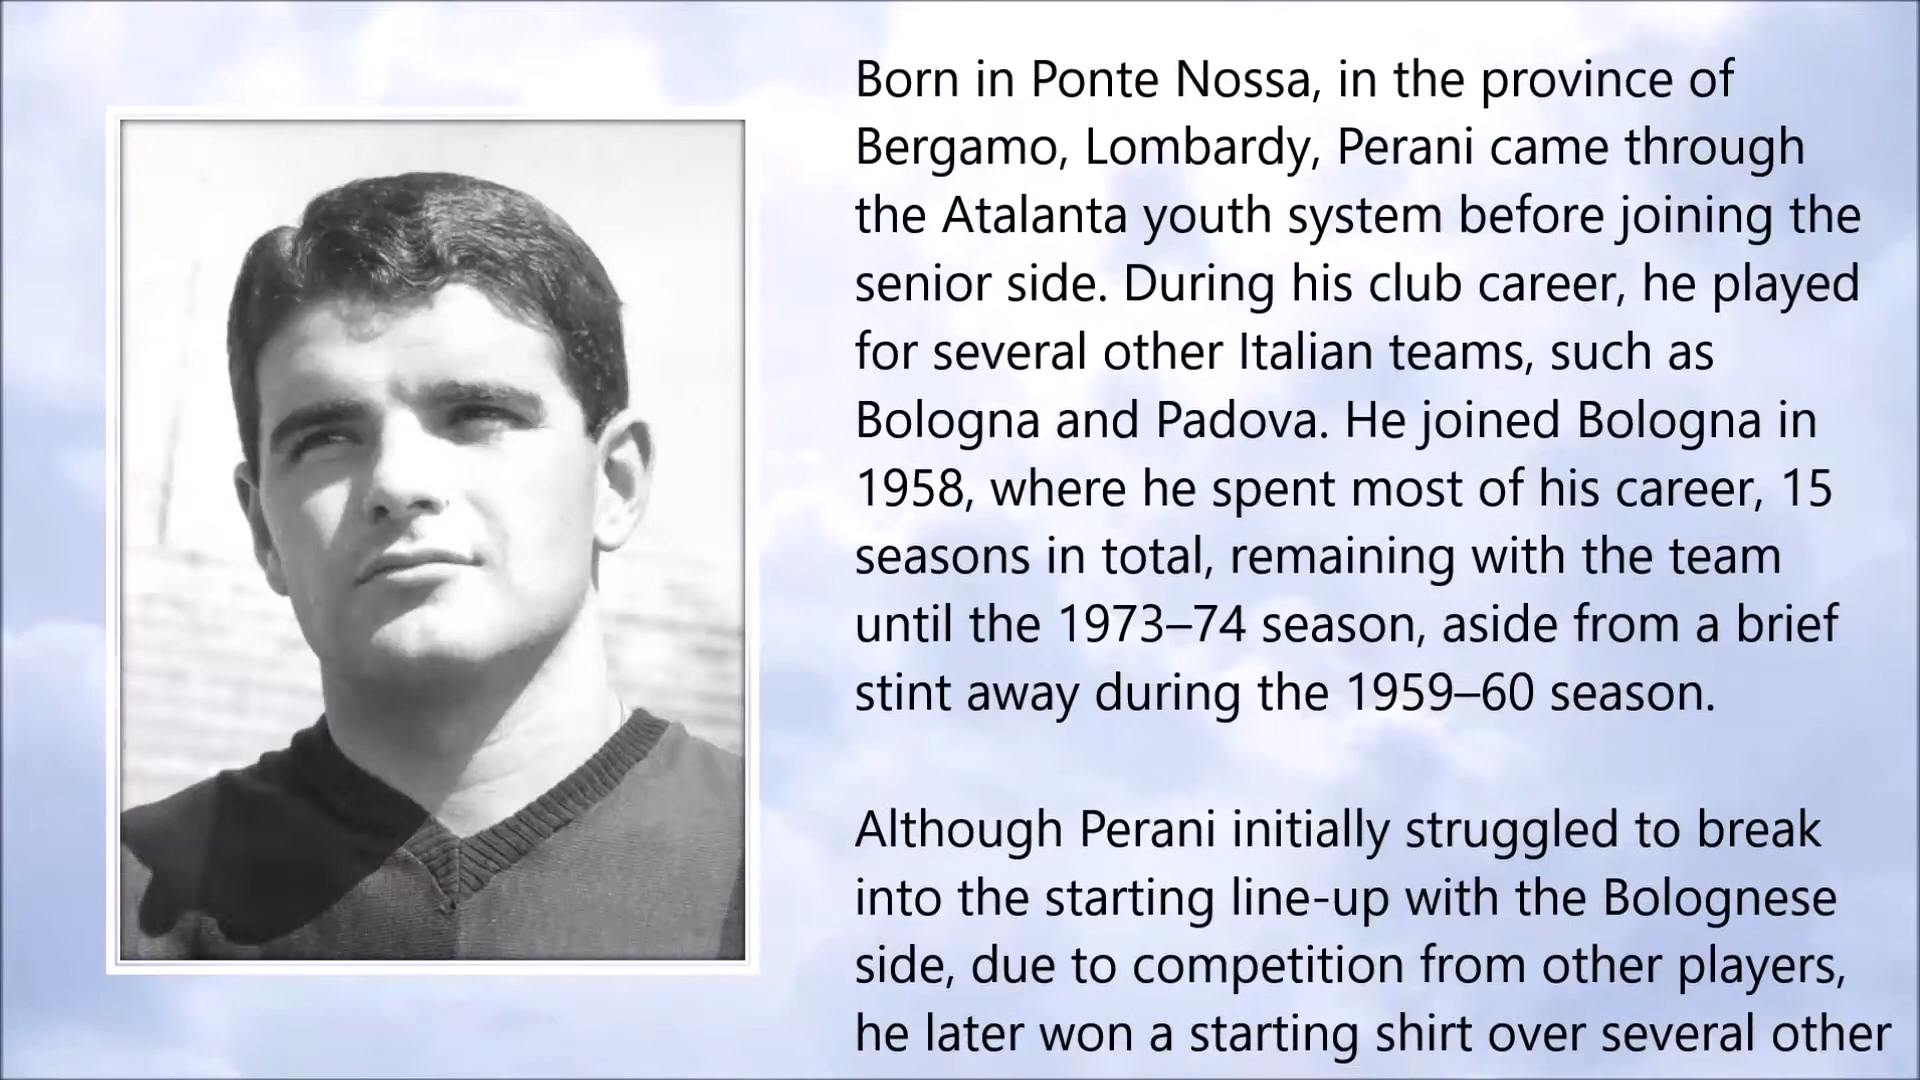 Born in Ponte Nossa, in the province of
Bergamo, Lombardy, Perani came through
the Atalanta youth system before joining the
senior side. During his club career, he played
for several other Italian teams, such as
Bologna and Padova. He joined Bologna in
1958, where he spent most of his career, 15
seasons in total, remaining with the team
until the 1973–74 season, aside from a brief
stint away during the 1959–60 season.
Although Perani initially struggled to break
into the starting line-up with the Bolognese
side, due to competition from other players,
he later won a starting shirt over several other